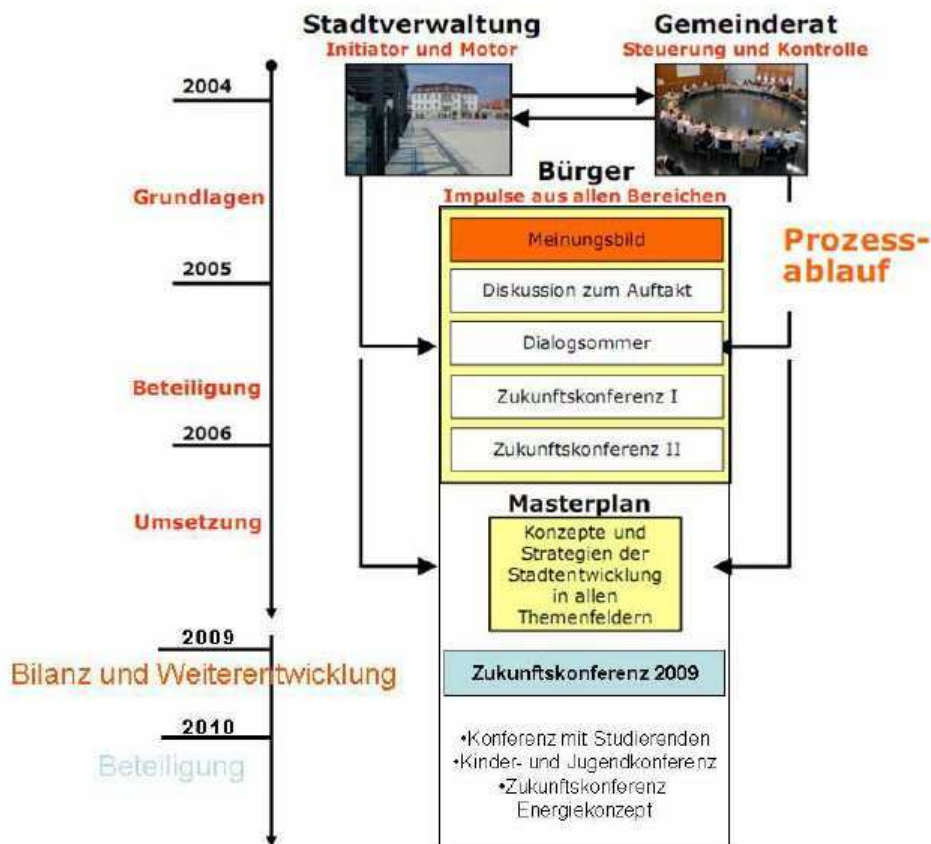 Stadtverwaltung
Initiator und Motor
Gemeinderat
Steuerung und Kontrolle
2004
Grundlagen
2005
Beteiligung
2006
Umsetzung
2009
Bilanz und Weiterentwicklung
2010
Beteiligung
Bürger
Impulse aus allen Bereichen
Meinungsbild
Diskussion zum Auftakt
Dialogsommer
Zukunftskonferenz I
Zukunftskonferenz II
Prozess-
ablauf
Masterplan
Konzepte und
Strategien der
Stadtentwicklung
in allen
Themenfeldern
Zukunftskonferenz 2009
•Konferenz mit Studierenden
•Kinder- und Jugendkonferenz
•Zukunftskonferenz
Energiekonzept